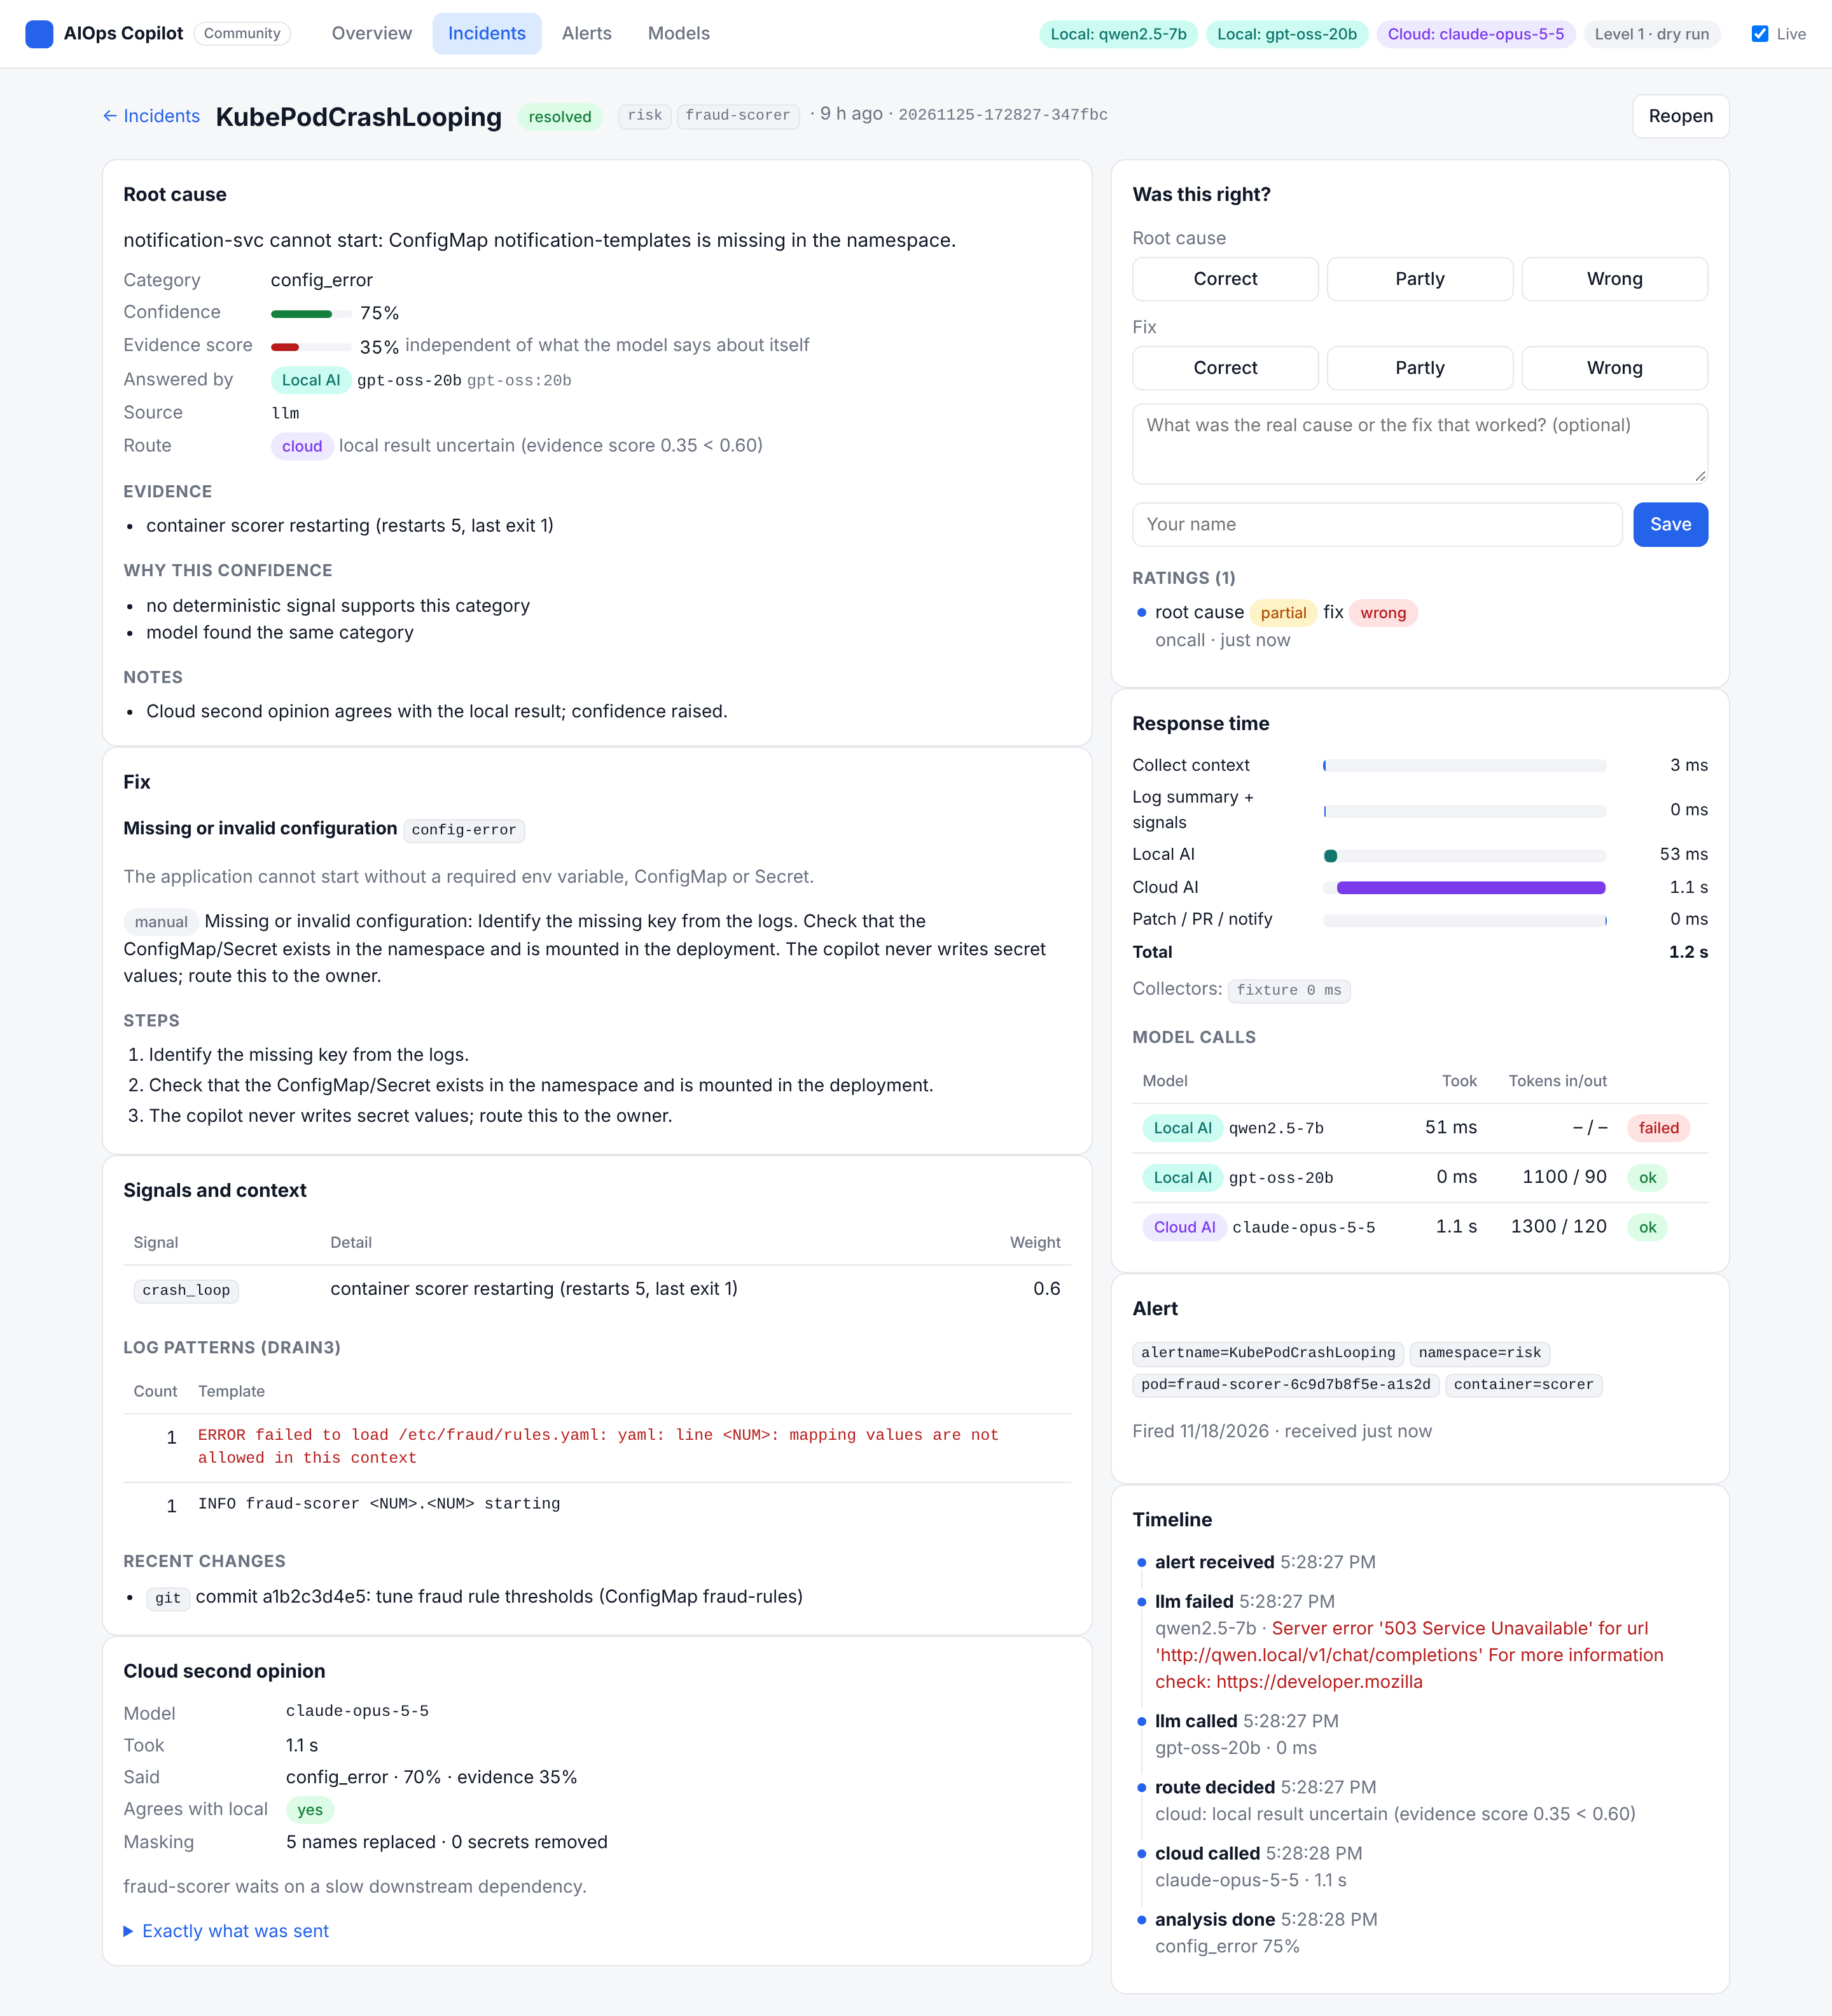 AIOps Copilot Community Overview Incidents Alerts Models Local: qwen2.5-7b Local: gpt-oss-20b Cloud: claude-opus-5-5 Level 1 · dry run Live
← Incidents KubePodCrashLooping resolved risk fraud-scorer · 9 h ago · 20261125-172827-347fbc Reopen
Root cause
notification-svc cannot start: ConfigMap notification-templates is missing in the namespace.
Category config_error
Confidence 75%
Evidence score 35% independent of what the model says about itself
Answered by Local AI gpt-oss-20b gpt-oss:20b
Source llm
Route cloud local result uncertain (evidence score 0.35 < 0.60)
EVIDENCE
• container scorer restarting (restarts 5, last exit 1)
WHY THIS CONFIDENCE
• no deterministic signal supports this category
• model found the same category
NOTES
• Cloud second opinion agrees with the local result; confidence raised.
Fix
Missing or invalid configuration config-error
The application cannot start without a required env variable, ConfigMap or Secret.
manual Missing or invalid configuration: Identify the missing key from the logs. Check that the
ConfigMap/Secret exists in the namespace and is mounted in the deployment. The copilot never writes secret
values; route this to the owner.
STEPS
1. Identify the missing key from the logs.
2. Check that the ConfigMap/Secret exists in the namespace and is mounted in the deployment.
3. The copilot never writes secret values; route this to the owner.
Signals and context
Signal Detail Weight
crash_loop container scorer restarting (restarts 5, last exit 1) 0.6
LOG PATTERNS (DRAIN3)
Count Template
1 ERROR failed to load /etc/fraud/rules.yaml: yaml: line <NUM>: mapping values are not
allowed in this context
1 INFO fraud-scorer <NUM>.<NUM> starting
RECENT CHANGES
• git commit a1b2c3d4e5: tune fraud rule thresholds (ConfigMap fraud-rules)
Cloud second opinion
Model claude-opus-5-5
Took 1.1 s
Said config_error · 70% · evidence 35%
Agrees with local yes
Masking 5 names replaced · 0 secrets removed
fraud-scorer waits on a slow downstream dependency.
▶ Exactly what was sent
Was this right?
Root cause
Correct Partly Wrong
Fix
Correct Partly Wrong
What was the real cause or the fix that worked? (optional)
Your name Save
RATINGS (1)
root cause partial fix wrong
oncall · just now
Response time
Collect context 3 ms
Log summary +
signals 0 ms
Local AI 53 ms
Cloud AI 1.1 s
Patch / PR / notify 0 ms
Total 1.2 s
Collectors: fixture 0 ms
MODEL CALLS
Model Took Tokens in/out
Local AI qwen2.5-7b 51 ms – / – failed
Local AI gpt-oss-20b 0 ms 1100 / 90 ok
Cloud AI claude-opus-5-5 1.1 s 1300 / 120 ok
Alert
alertname=KubePodCrashLooping namespace=risk
pod=fraud-scorer-6c9d7b8f5e-a1s2d container=scorer
Fired 11/18/2026 · received just now
Timeline
alert received 5:28:27 PM
llm failed 5:28:27 PM
qwen2.5-7b · Server error '503 Service Unavailable' for url
'http://qwen.local/v1/chat/completions' For more information
check: https://developer.mozilla
llm called 5:28:27 PM
gpt-oss-20b · 0 ms
route decided 5:28:27 PM
cloud: local result uncertain (evidence score 0.35 < 0.60)
cloud called 5:28:28 PM
claude-opus-5-5 · 1.1 s
analysis done 5:28:28 PM
config_error 75%